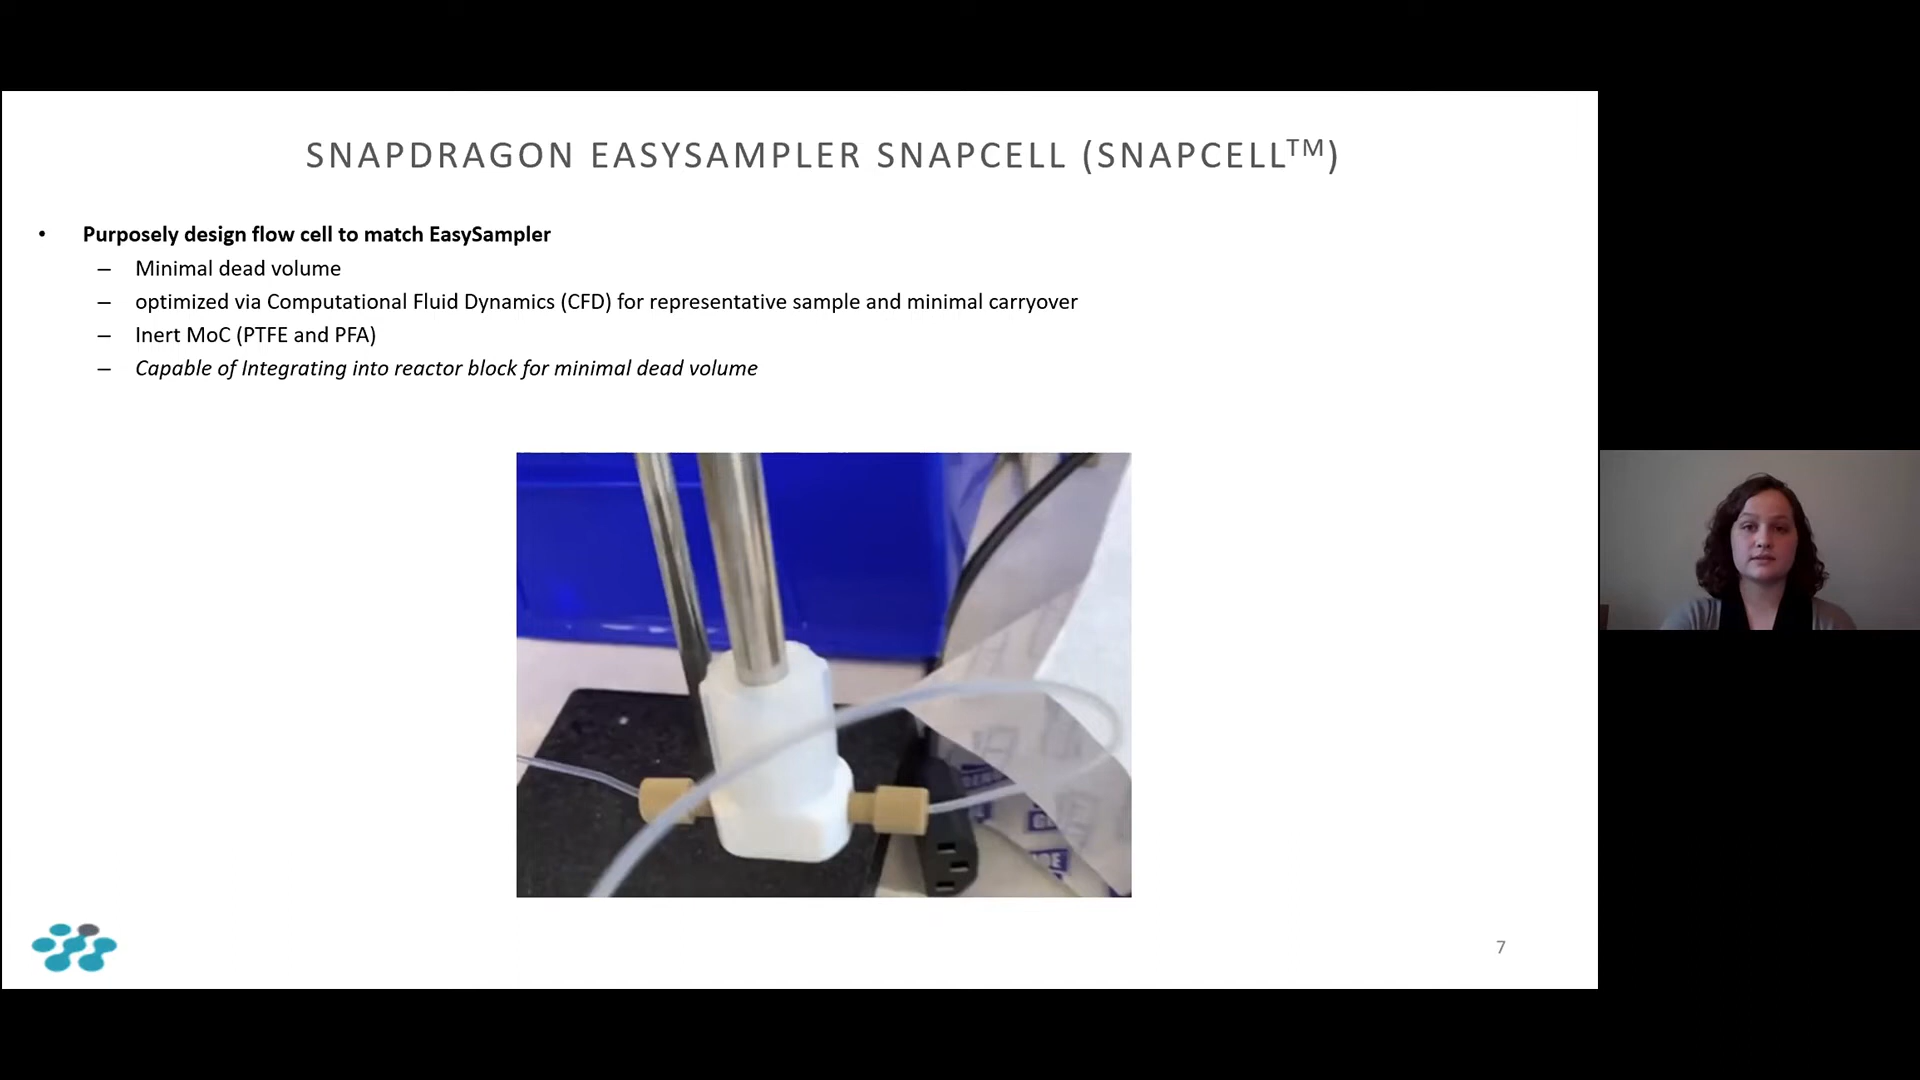 SNAPDRAGON EASYSAMPLER SNAPCELL (SNAPCELL™)
• Purposely design flow cell to match EasySampler
– Minimal dead volume
– optimized via Computational Fluid Dynamics (CFD) for representative sample and minimal carryover
– Inert MoC (PTFE and PFA)
– Capable of Integrating into reactor block for minimal dead volume
7